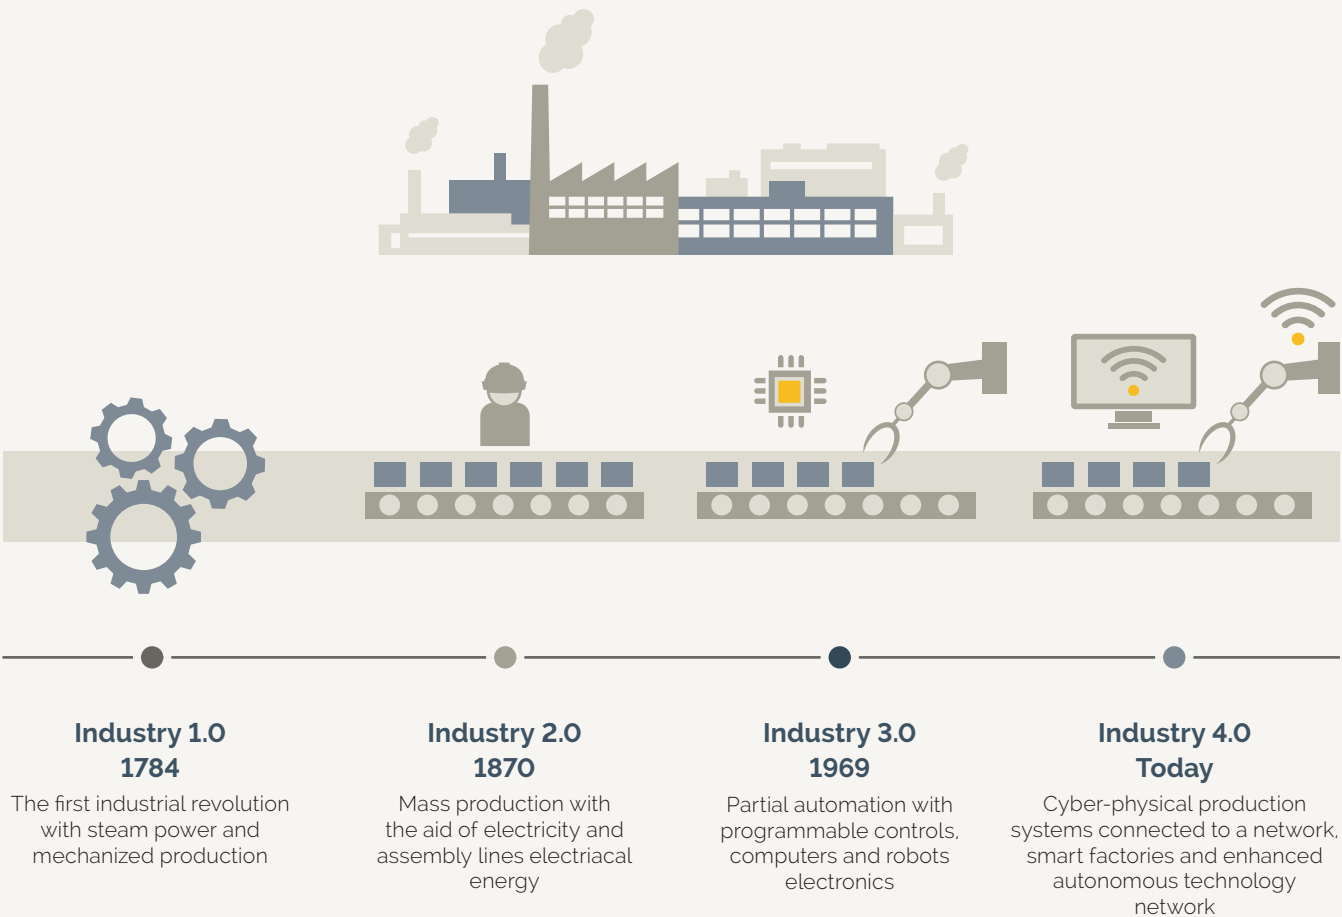 Industry 1.0
1784
The first industrial revolution
with steam power and
mechanized production
Industry 2.0
1870
Mass production with
the aid of electricity and
assembly lines electriacal
energy
Industry 3.0
1969
Partial automation with
programmable controls,
computers and robots
electronics
Industry 4.0
Today
Cyber-physical production
systems connected to a network,
smart factories and enhanced
autonomous technology
network